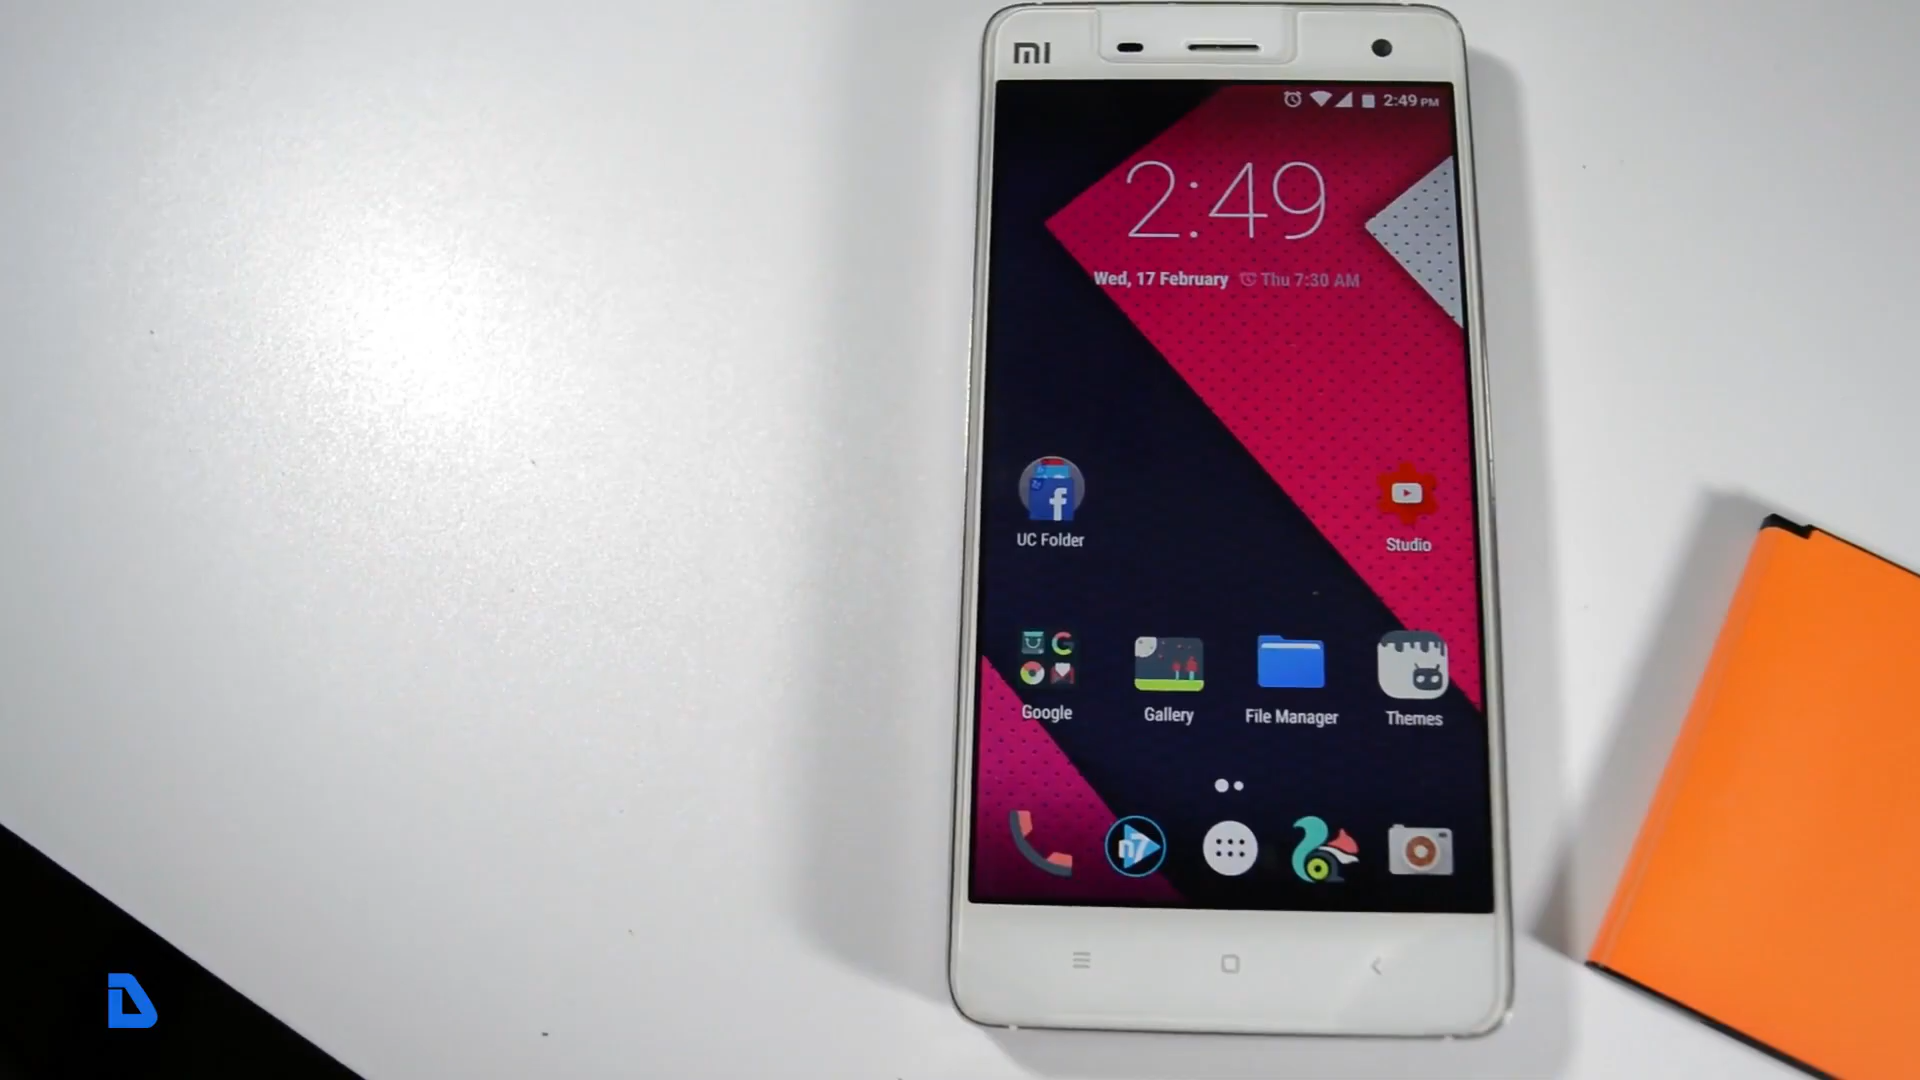 MI
2:49 PM
2:49
Wed, 17 February Thu 7:30 AM
UC Folder
Studio
Google
Gallery
File Manager
Themes
n7